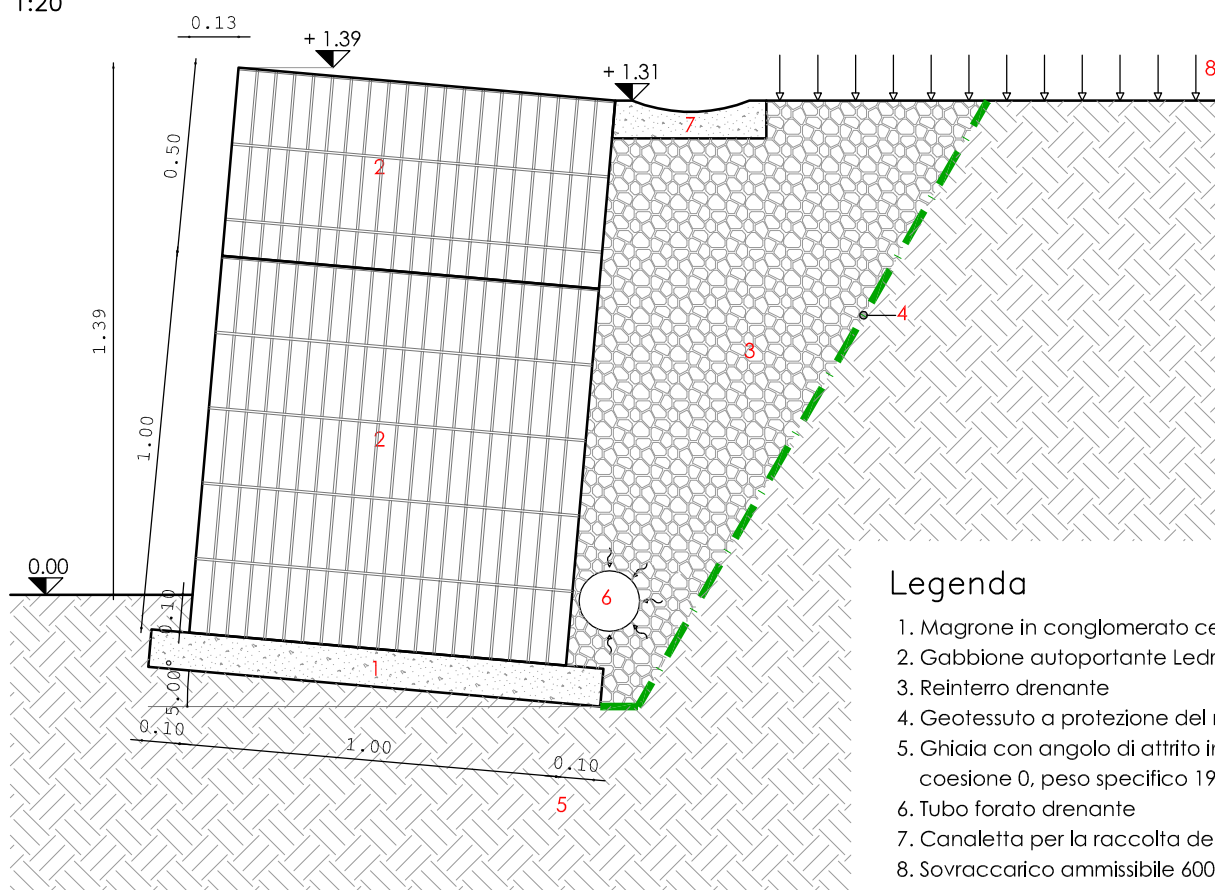 1:20
0.13
+ 1.39
+ 1.31
8
7
0.50
2
4
1.39
3
1.00
2
0.00
0.10
6
1
5.00°
0.10
1.00
0.10
5
Legenda
1. Magrone in conglomerato
2. Gabbione autoportante
3. Reinterro drenante
4. Geotessuto a protezione del
5. Ghiaia con angolo di attrito
coesione 0, peso specifico 19
6. Tubo forato drenante
7. Canaletta per la raccolta
8. Sovraccarico ammissibile 600